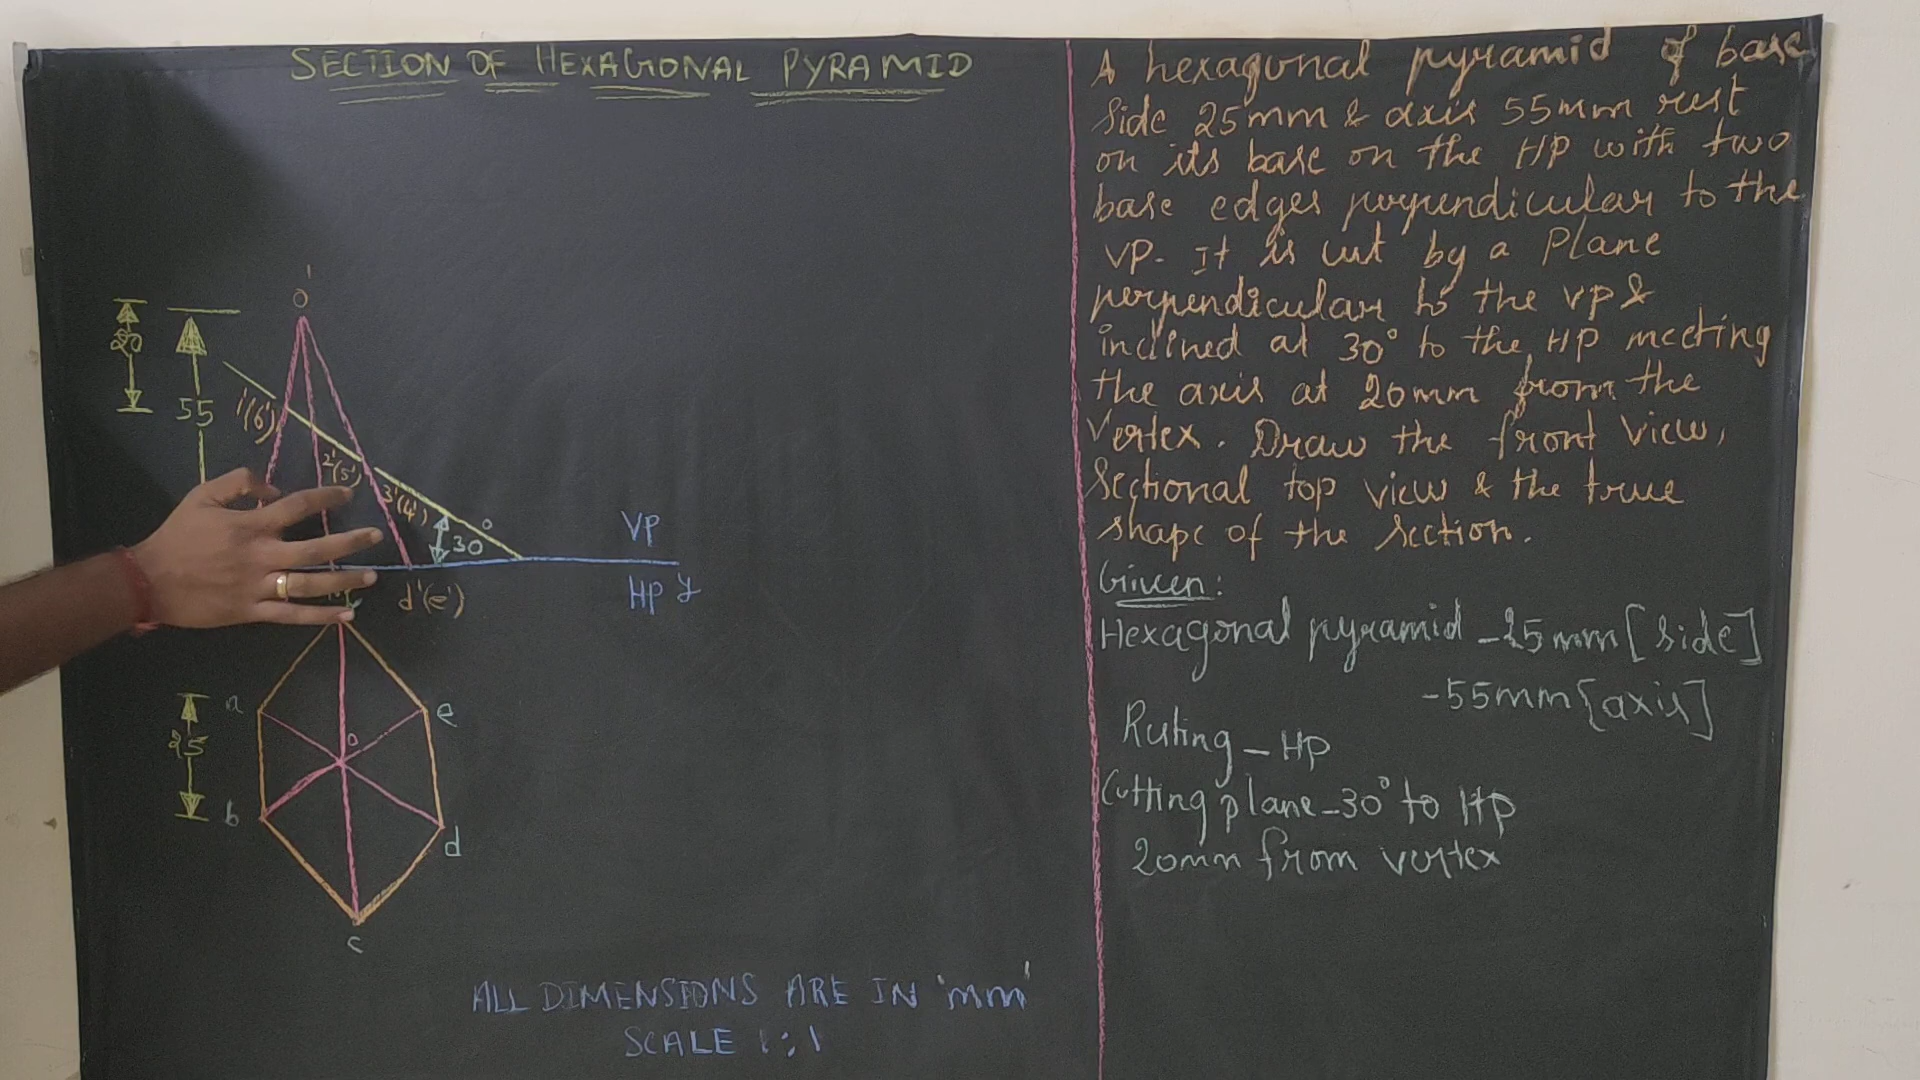 SECTION OF HEXAGONAL PYRAMID
o'
20
55
1'(6')
2'(5')
3'(4')
30°
VP
HP y
d'(e')
a
e
o
25
b
d
c
ALL DIMENSIONS ARE IN 'mm'
SCALE 1:1
A hexagonal pyramid of base
side 25mm & axis 55mm rest
on its base on the HP with two
base edges perpendicular to the
VP. It is cut by a Plane
perpendicular to the VP &
inclined at 30° to the HP meeting
the axis at 20mm from the
Vertex. Draw the front view,
Sectional top view & the true
shape of the section.
Given:
Hexagonal pyramid -25mm [side]
-55mm [axis]
Resting - HP
Cutting plane - 30° to HP
20mm from vertex